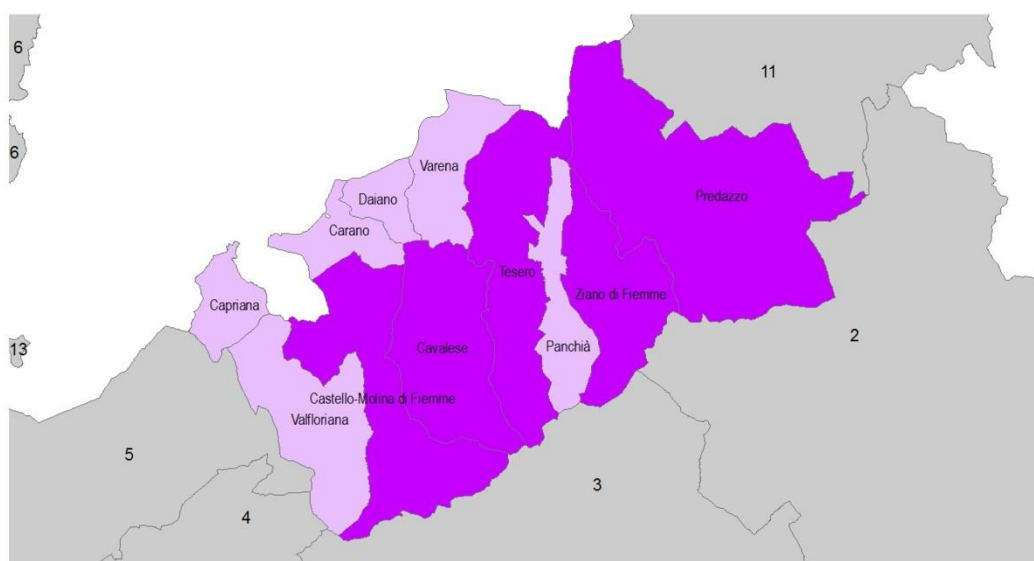 6
11
6
Varena
Daiano
Predazzo
Carano
Tesero
Ziano di Fiemme
Capriana
2
13
Cavalese
Panchià
Castello-Molina di Fiemme
Valfloriana
5
3
4